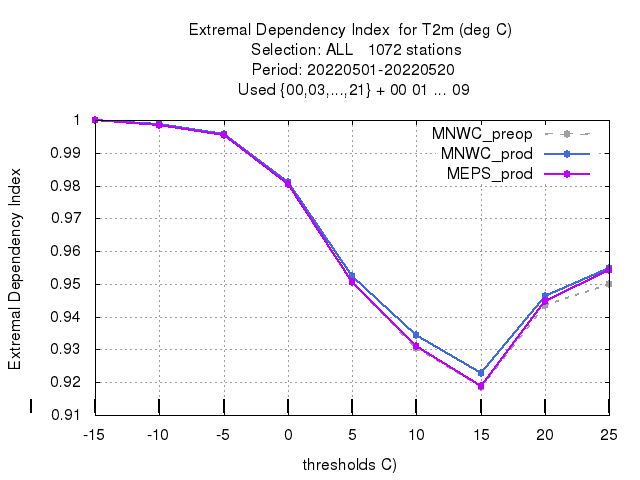 Extremal Dependency Index  for T2m (deg C)
Selection: ALL   1072 stations
Period: 20220501-20220520
Used {00,03,...,21} + 00 01 ... 09
MNWC_preop
MNWC_prod
MEPS_prod
Extremal Dependency Index
1
0.99
0.98
0.97
0.96
0.95
0.94
0.93
0.92
0.91
-15 -10 -5 0 5 10 15 20 25
thresholds C)